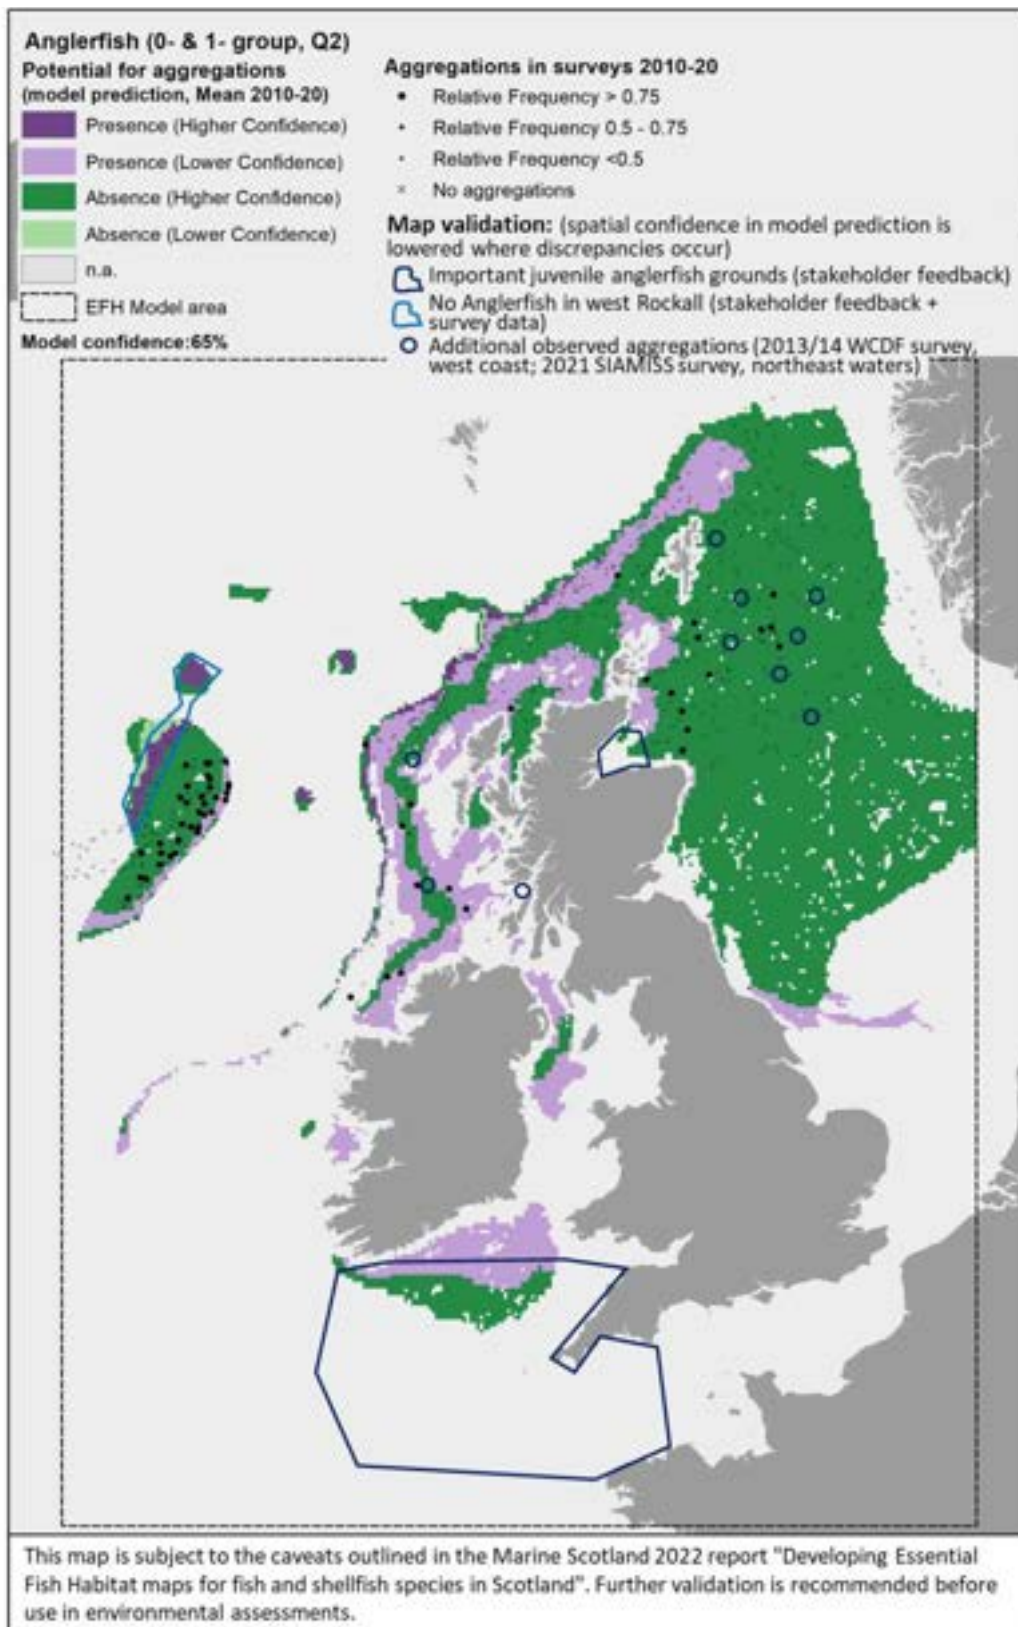 Anglerfish (0- & 1- group, Q2)
Potential for aggregations
(model prediction, Mean 2010-20)
Presence (Higher Confidence)
Presence (Lower Confidence)
Absence (Higher Confidence)
Absence (Lower Confidence)
n.a.
EFH Model area
Model confidence:65%
Aggregations in surveys 2010-20
Relative Frequency > 0.75
Relative Frequency 0.5 - 0.75
Relative Frequency <0.5
No aggregations
Map validation: (spatial confidence in model prediction is
lowered where discrepancies occur)
Important juvenile anglerfish grounds (stakeholder feedback)
No Anglerfish in west Rockall (stakeholder feedback +
survey data)
Additional observed aggregations (2013/14 WCDF survey,
west coast; 2021 SIAMISS survey, northeast waters)
This map is subject to the caveats outlined in the Marine Scotland 2022 report "Developing Essential
Fish Habitat maps for fish and shellfish species in Scotland". Further validation is recommended before
use in environmental assessments.